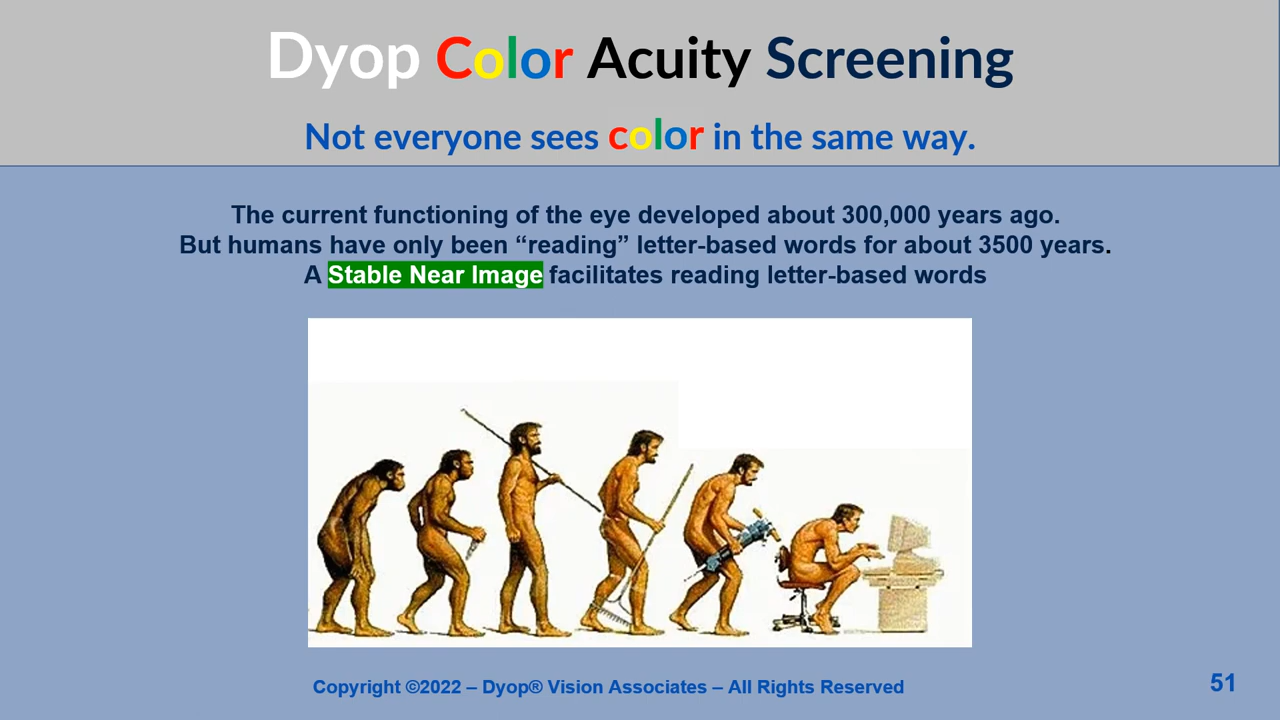 Dyop Color Acuity Screening
Not everyone sees color in the same way.
The current functioning of the eye developed about 300,000 years ago.
But humans have only been “reading” letter-based words for about 3500 years.
A Stable Near Image facilitates reading letter-based words
Copyright ©2022 – Dyop® Vision Associates – All Rights Reserved
51